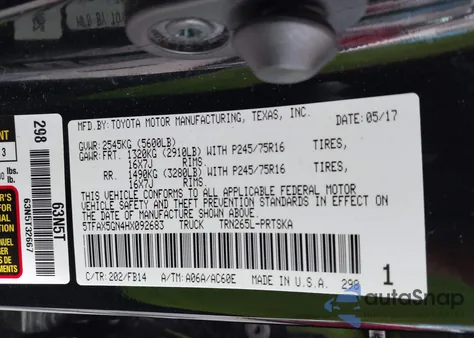 MFD.BY: TOYOTA MOTOR MANUFACTURING, TEXAS, INC. DATE: 05/17
GVWR: 2545KG (5600LB)
GAWR: FRT. 1320KG (2910LB) WITH P245/75R16 TIRES,
16X7J RIMS.
RR. 1490KG (3280LB) WITH P245/75R16 TIRES,
16X7J RIMS.
THIS VEHICLE CONFORMS TO ALL APPLICABLE FEDERAL MOTOR
VEHICLE SAFETY AND THEFT PREVENTION STANDARDS IN
EFFECT ON THE DATE OF MANUFACTURE SHOWN ABOVE.
5TFAX5GN4HX092683 TRUCK TRN265L-PRTSKA
C/TR: 202/FB14 A/TM: A06A/AC60E MADE IN U.S.A. 298
1
298
63N5T
lbs.
autoSnap